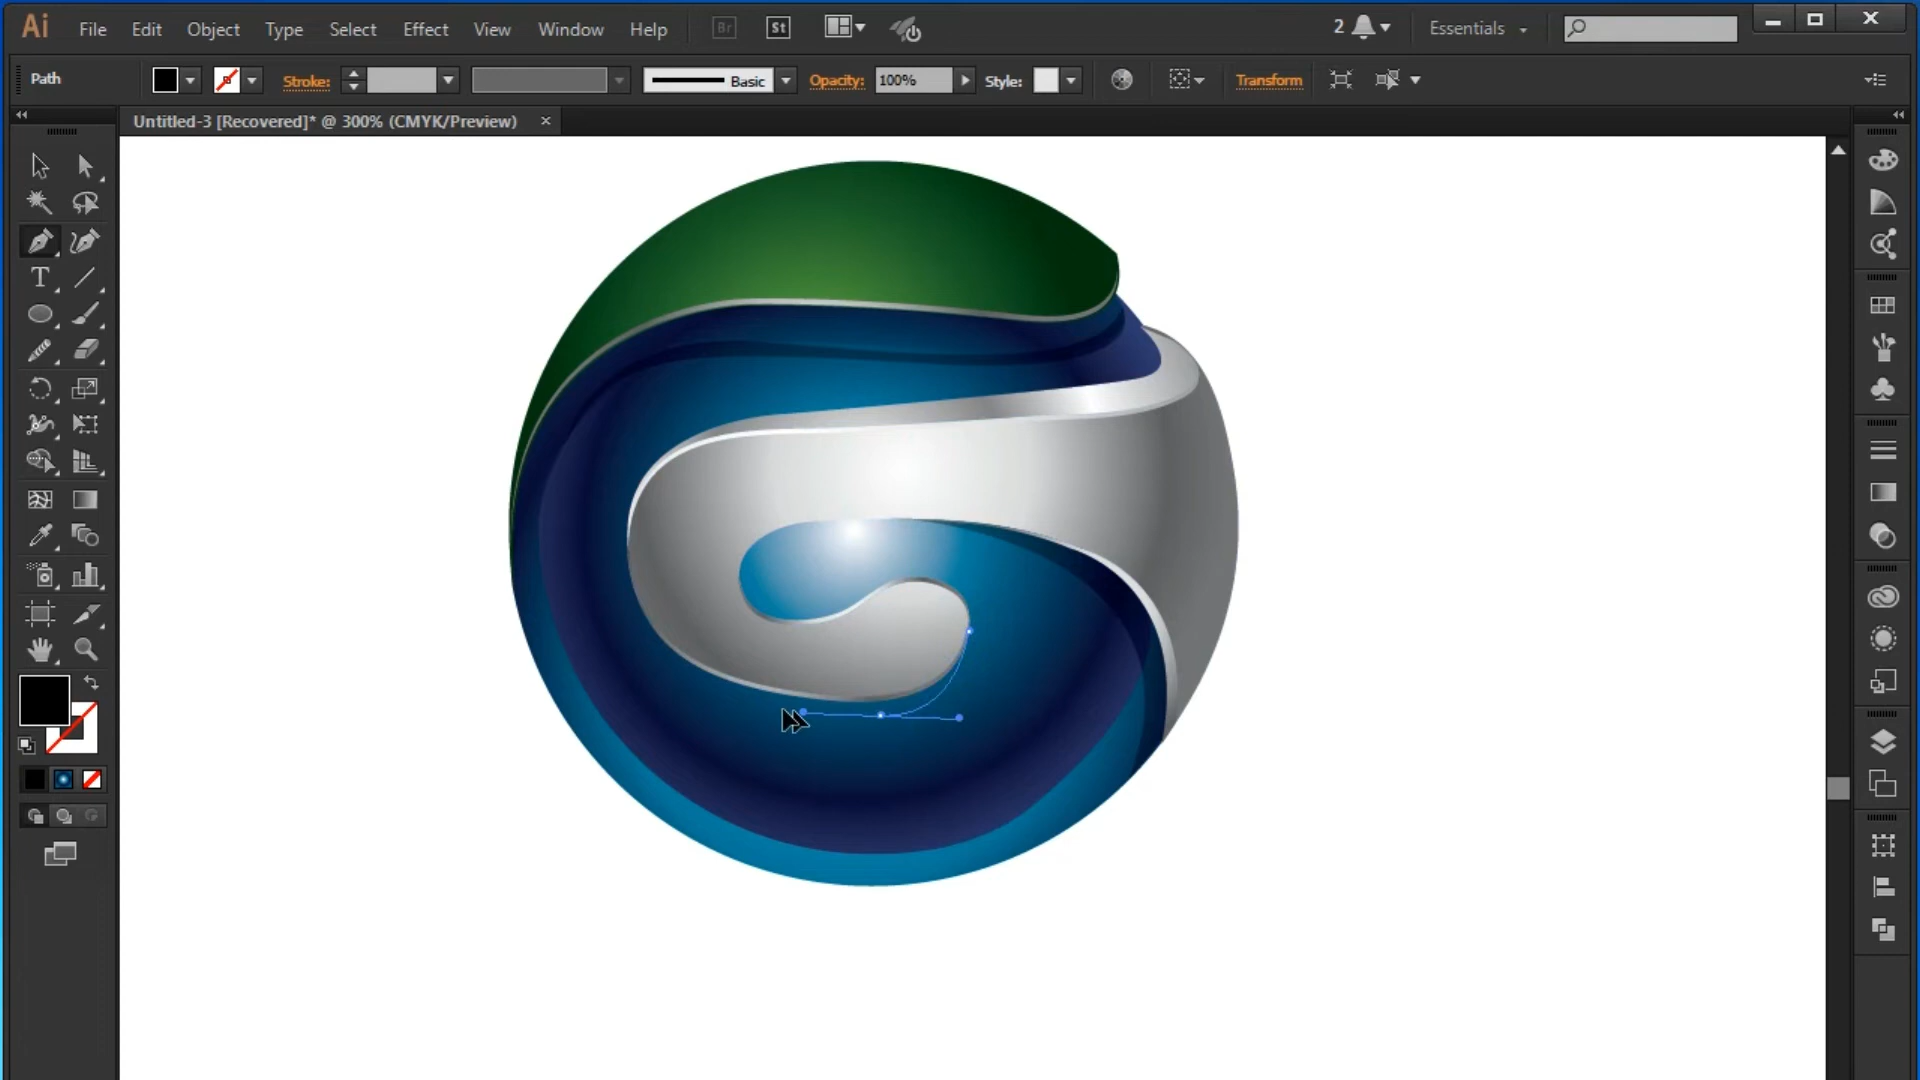 Ai File Edit Object Type Select Effect View Window Help Br St 2 Essentials
Path Stroke: Basic Opacity: 100% Style: Transform
Untitled-3 [Recovered]* @ 300% (CMYK/Preview) ×
T